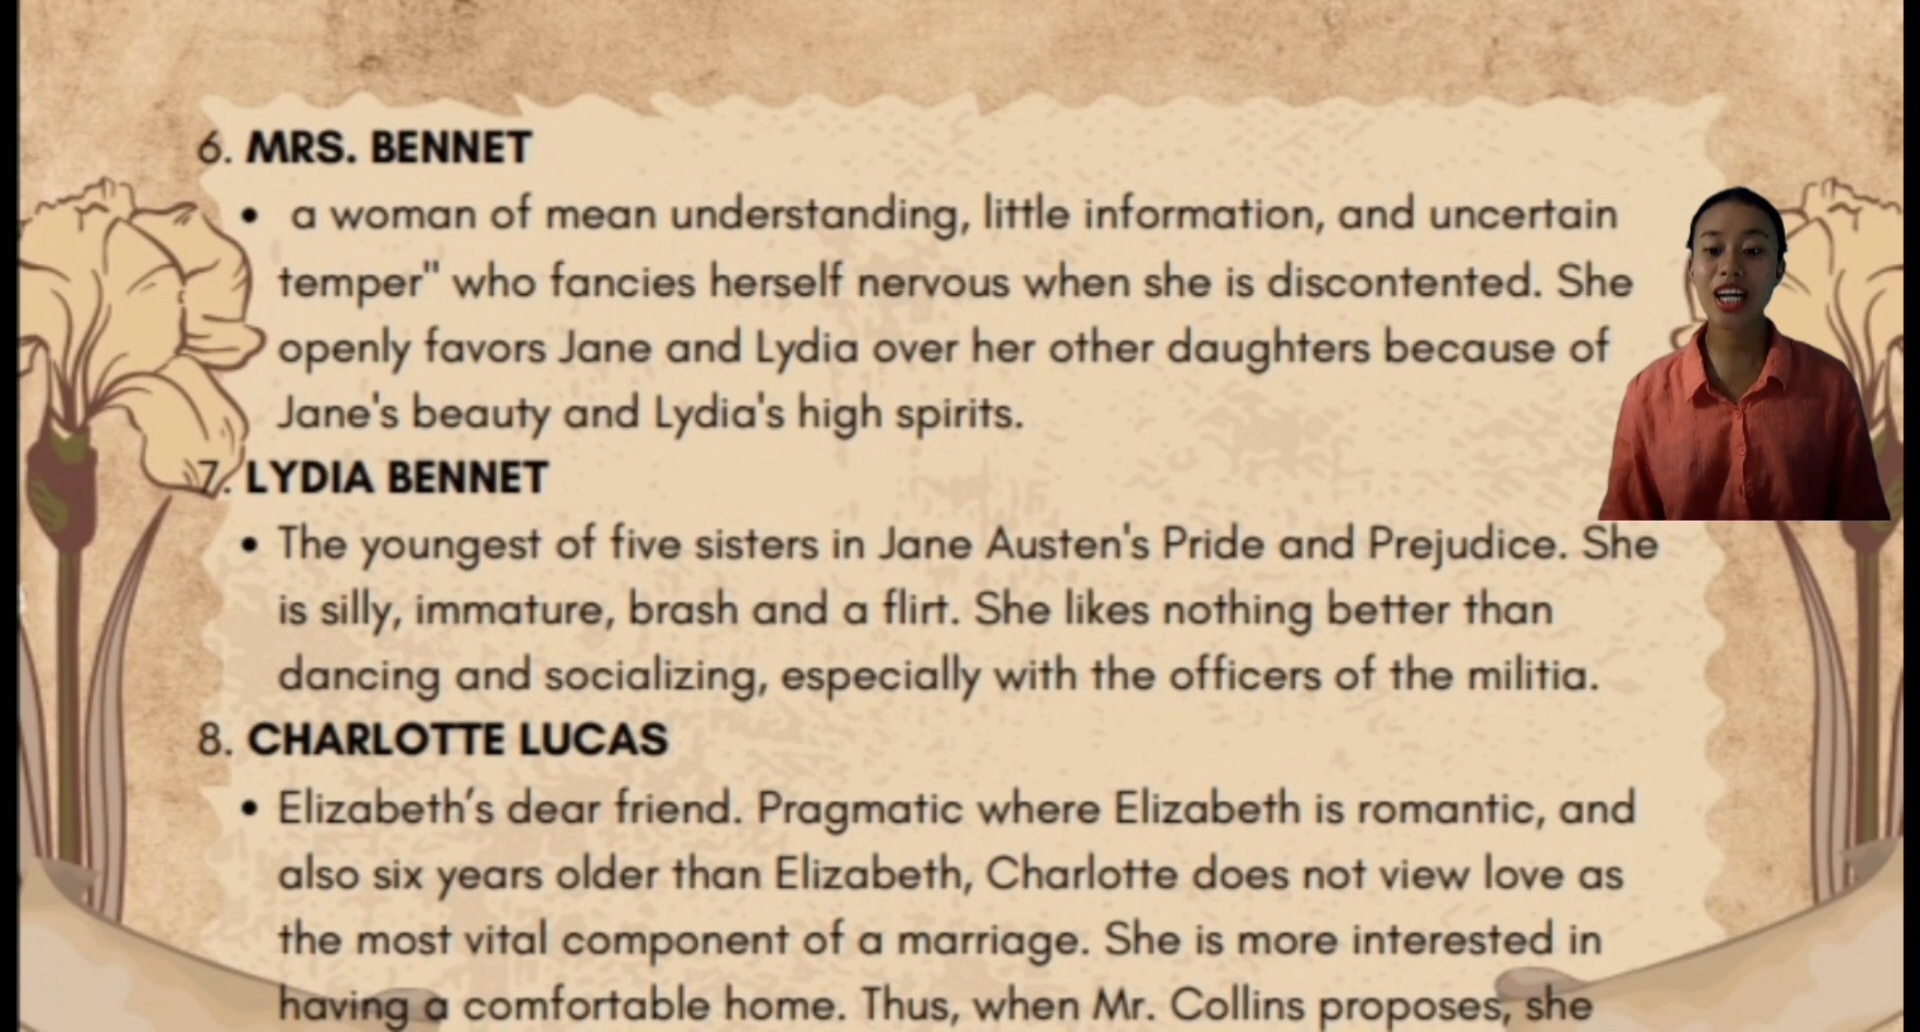 6. MRS. BENNET
• a woman of mean understanding, little information, and uncertain
temper" who fancies herself nervous when she is discontented. She
openly favors Jane and Lydia over her other daughters because of
Jane's beauty and Lydia's high spirits.
7. LYDIA BENNET
• The youngest of five sisters in Jane Austen's Pride and Prejudice. She
is silly, immature, brash and a flirt. She likes nothing better than
dancing and socializing, especially with the officers of the militia.
8. CHARLOTTE LUCAS
• Elizabeth’s dear friend. Pragmatic where Elizabeth is romantic, and
also six years older than Elizabeth, Charlotte does not view love as
the most vital component of a marriage. She is more interested in
having a comfortable home. Thus, when Mr. Collins proposes, she